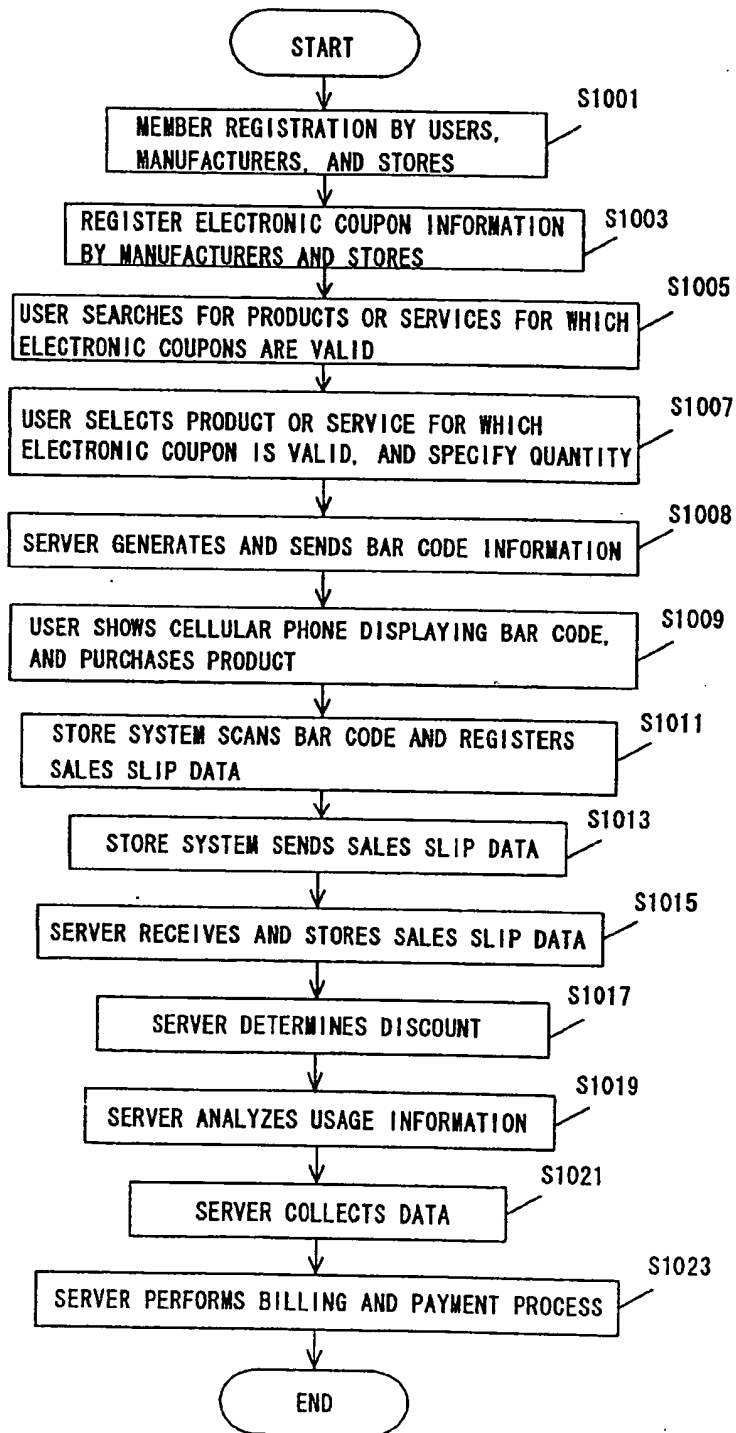 START
S1001
MEMBER REGISTRATION BY USERS,
MANUFACTURERS, AND STORES
S1003
REGISTER ELECTRONIC COUPON INFORMATION
BY MANUFACTURERS AND STORES
S1005
USER SEARCHES FOR PRODUCTS OR SERVICES FOR WHICH
ELECTRONIC COUPONS ARE VALID
S1007
USER SELECTS PRODUCT OR SERVICE FOR WHICH
ELECTRONIC COUPON IS VALID, AND SPECIFY QUANTITY
S1008
SERVER GENERATES AND SENDS BAR CODE INFORMATION
S1009
USER SHOWS CELLULAR PHONE DISPLAYING BAR CODE,
AND PURCHASES PRODUCT
S1011
STORE SYSTEM SCANS BAR CODE AND REGISTERS
SALES SLIP DATA
S1013
STORE SYSTEM SENDS SALES SLIP DATA
S1015
SERVER RECEIVES AND STORES SALES SLIP DATA
S1017
SERVER DETERMINES DISCOUNT
S1019
SERVER ANALYZES USAGE INFORMATION
S1021
SERVER COLLECTS DATA
S1023
SERVER PERFORMS BILLING AND PAYMENT PROCESS
END